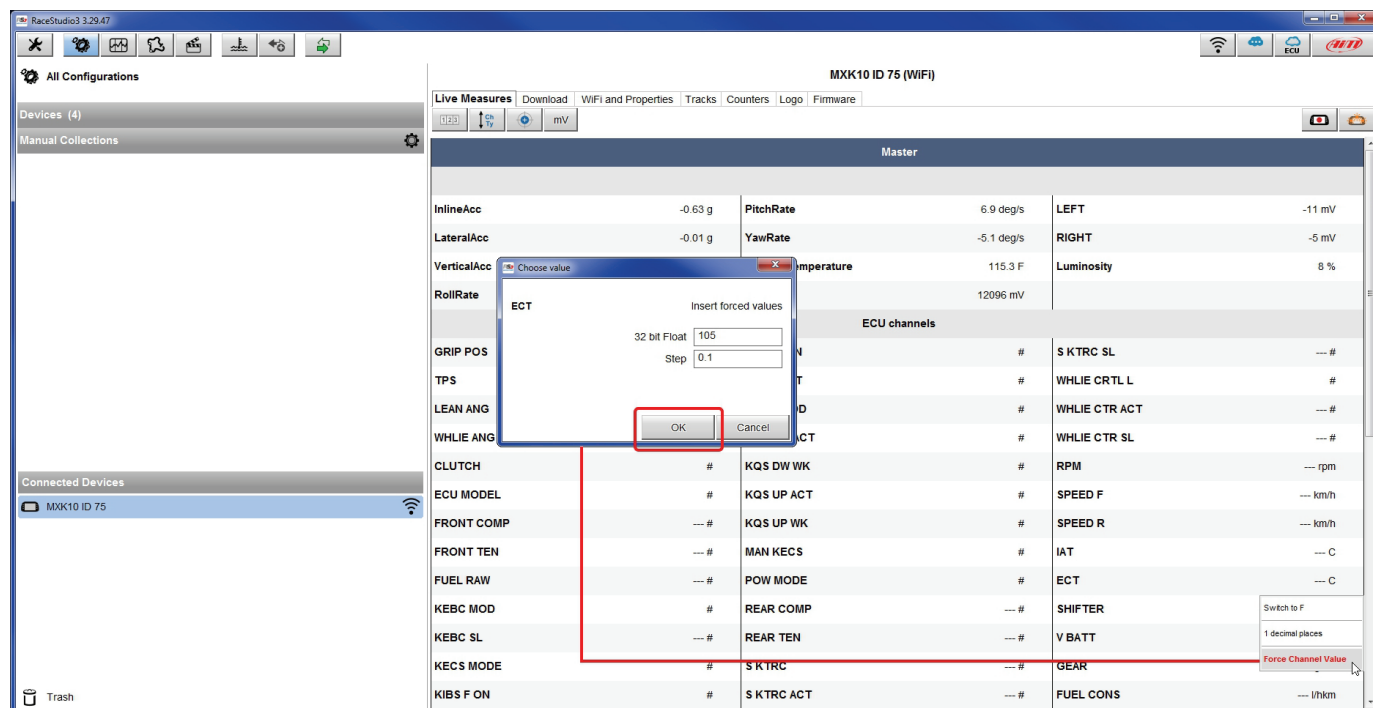 RaceStudio3 3.29.47
ECU
All Configurations
MXK10 ID 75 (WiFi)
Live Measures Download WiFi and Properties Tracks Counters Logo Firmware
Devices (4)
123 Ch Ty mV
Manual Collections
Master
InlineAcc -0.63 g PitchRate 6.9 deg/s LEFT -11 mV
LateralAcc -0.01 g YawRate -5.1 deg/s RIGHT -5 mV
VerticalAcc 115.3 F Luminosity 8 %
RollRate 12096 mV
Choose value
ECT Insert forced values
32 bit Float 105
Step 0.1
OK Cancel
ECU channels
GRIP POS # S KTRC SL --- #
TPS # WHLIE CRTL L #
LEAN ANG # WHLIE CTR ACT --- #
WHLIE ANG # WHLIE CTR SL --- #
CLUTCH # KQS DW WK # RPM --- rpm
Connected Devices
ECU MODEL # KQS UP ACT # SPEED F --- km/h
MXK10 ID 75
FRONT COMP --- # KQS UP WK # SPEED R --- km/h
FRONT TEN --- # MAN KECS # IAT --- C
FUEL RAW --- # POW MODE # ECT --- C
KEBC MOD # REAR COMP --- # SHIFTER
Switch to F
KEBC SL --- # REAR TEN --- # V BATT
1 decimal places
KECS MODE # S KTRC --- # GEAR
Force Channel Value
Trash
KIBS F ON # S KTRC ACT --- # FUEL CONS --- l/hkm